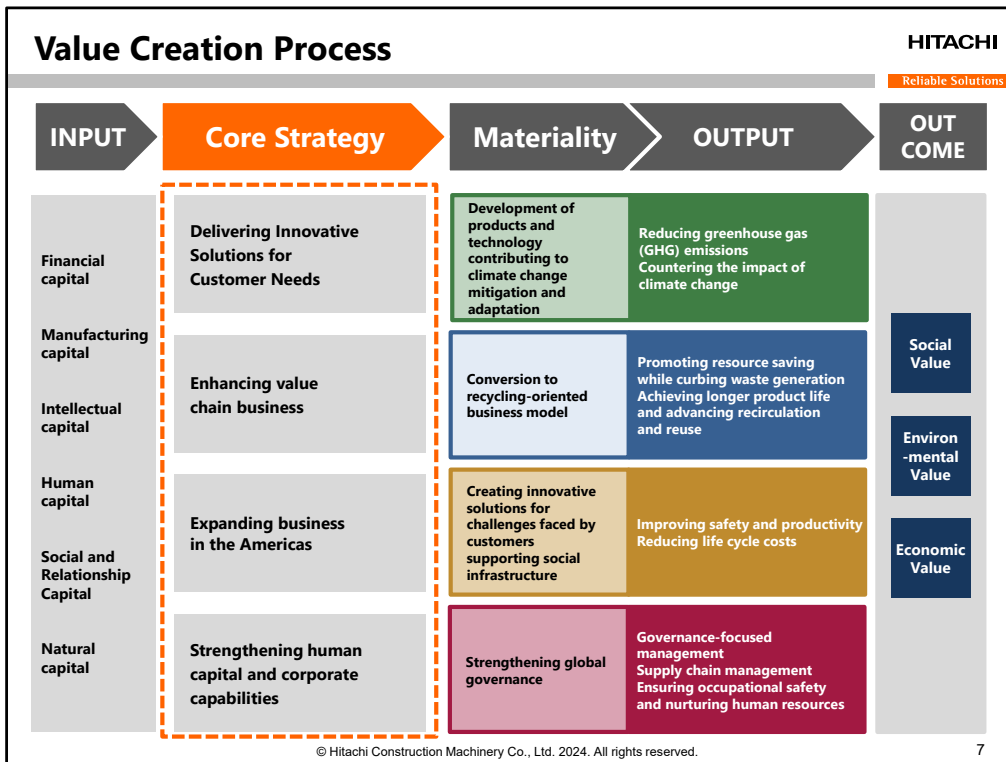 Value Creation Process
HITACHI
Reliable Solutions
INPUT
Core Strategy
Materiality
OUTPUT
OUT
COME
Financial
capital
Manufacturing
capital
Intellectual
capital
Human
capital
Social and
Relationship
Capital
Natural
capital
Delivering Innovative
Solutions for
Customer Needs
Enhancing value
chain business
Expanding business
in the Americas
Strengthening human
capital and corporate
capabilities
Development of
products and
technology
contributing to
climate change
mitigation and
adaptation
Reducing greenhouse gas
(GHG) emissions
Countering the impact of
climate change
Conversion to
recycling-oriented
business model
Promoting resource saving
while curbing waste generation
Achieving longer product life
and advancing recirculation
and reuse
Creating innovative
solutions for
challenges faced by
customers
supporting social
infrastructure
Improving safety and productivity
Reducing life cycle costs
Strengthening global
governance
Governance-focused
management
Supply chain management
Ensuring occupational safety
and nurturing human resources
Social
Value
Environ
-mental
Value
Economic
Value
© Hitachi Construction Machinery Co., Ltd. 2024. All rights reserved.
7